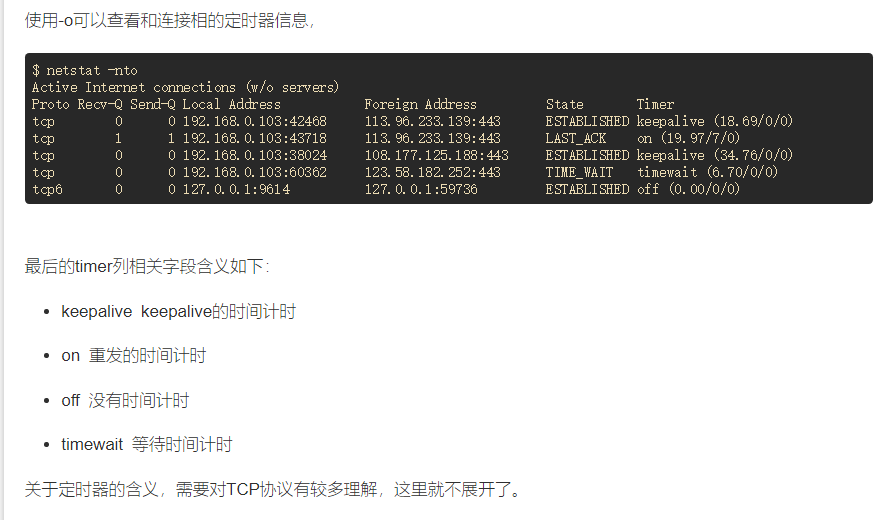 使用-o可以查看和连接相的定时器信息，
$ netstat -nto
Active Internet connections (w/o servers)
Proto Recv-Q Send-Q Local Address           Foreign Address         State       Timer
tcp        0      0 192.168.0.103:42468     113.96.233.139:443      ESTABLISHED keepalive (18.69/0/0)
tcp        1      1 192.168.0.103:43718     113.96.233.139:443      LAST_ACK    on (19.97/7/0)
tcp        0      0 192.168.0.103:38024     108.177.125.188:443     ESTABLISHED keepalive (34.76/0/0)
tcp        0      0 192.168.0.103:60362     123.58.182.252:443      TIME_WAIT   timewait (6.70/0/0)
tcp6       0      0 127.0.0.1:9614          127.0.0.1:59736         ESTABLISHED off (0.00/0/0)
最后的timer列相关字段含义如下：
• keepalive keepalive的时间计时
• on 重发的时间计时
• off 没有时间计时
• timewait 等待时间计时
关于定时器的含义，需要对TCP协议有较多理解，这里就不展开了。